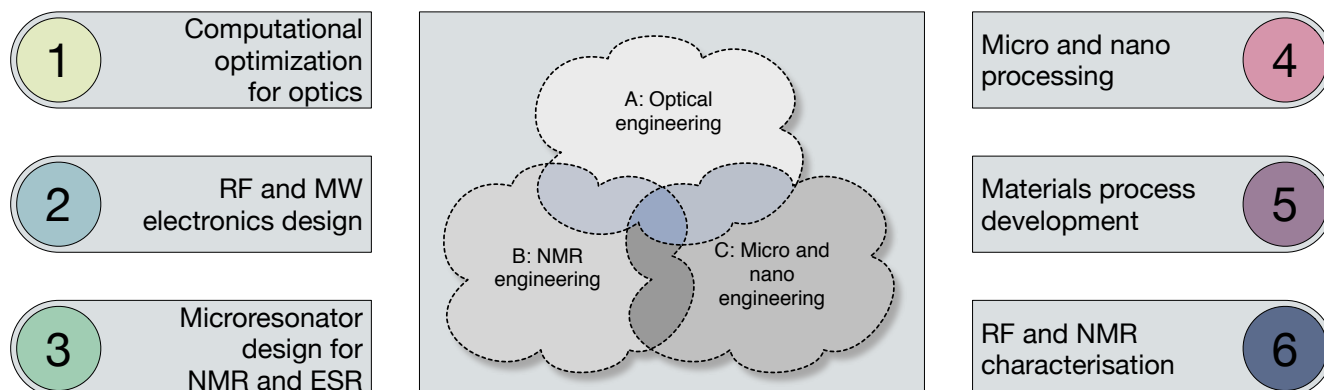 1
Computational
optimization
for optics
2
RF and MW
electronics design
3
Microresonator
design for
NMR and ESR
A: Optical
engineering
B: NMR
engineering
C: Micro and
nano
engineering
Micro and nano
processing
4
Materials process
development
5
RF and NMR
characterisation
6